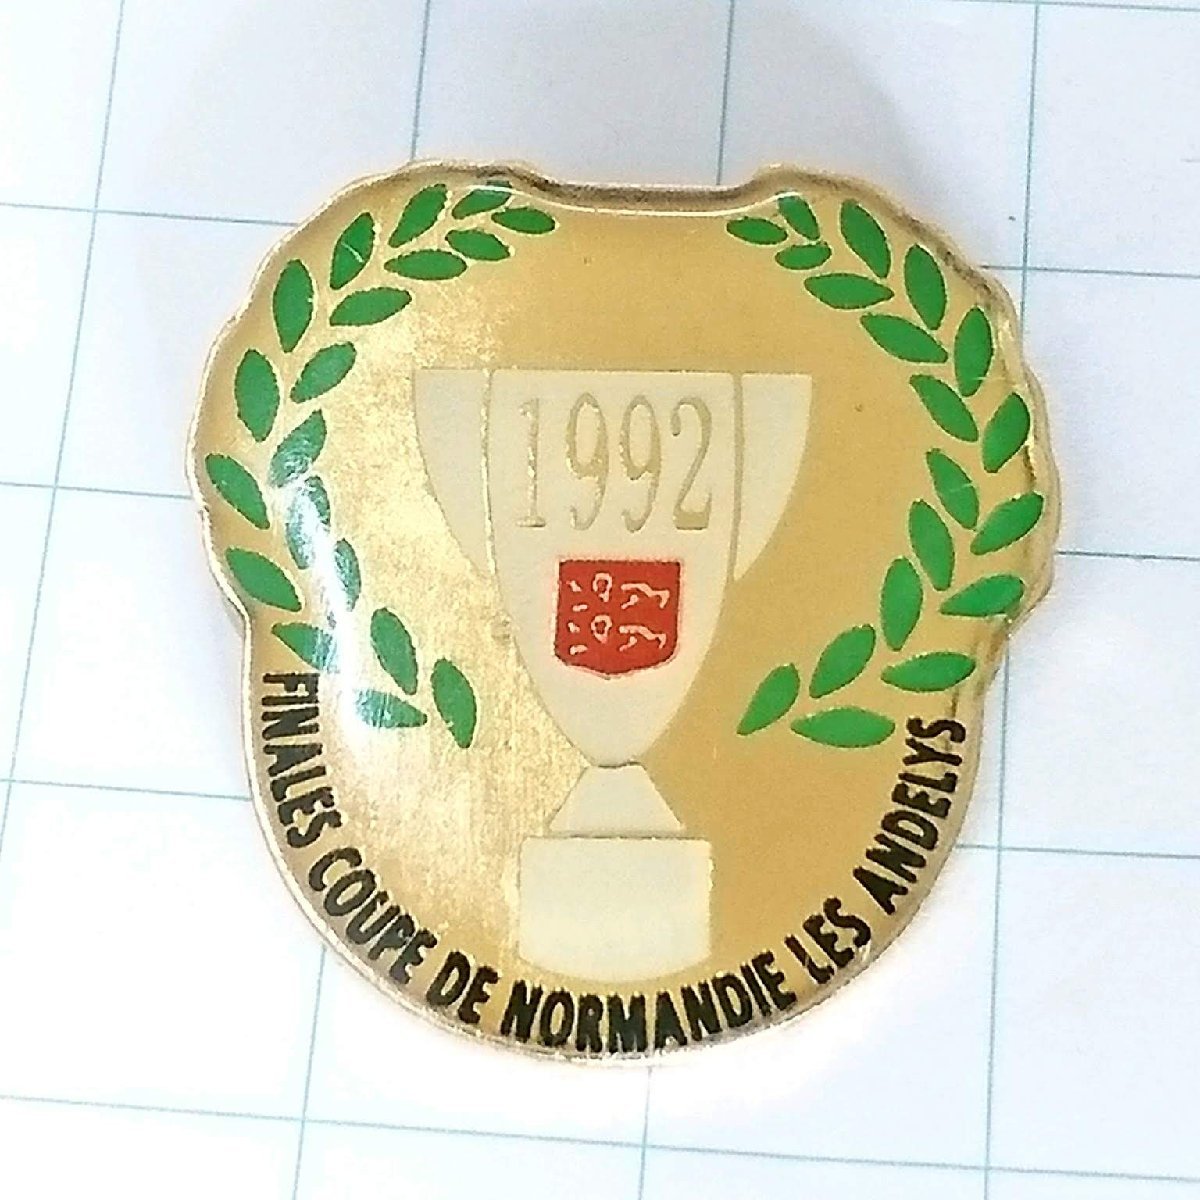 1992
FINALES COUPE DE NORMANDIE LES ANDELYS